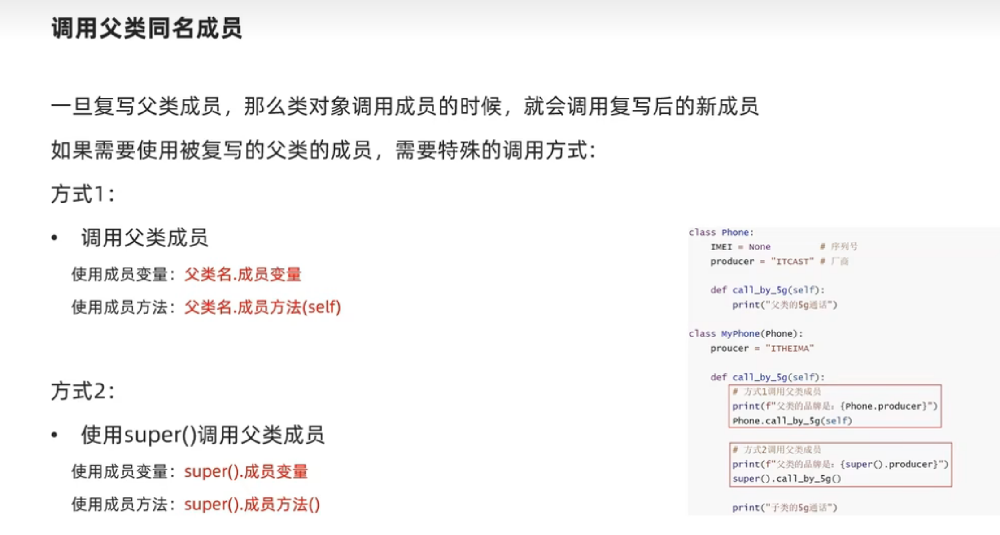 调用父类同名成员
一旦复写父类成员，那么类对象调用成员的时候，就会调用复写后的新成员
如果需要使用被复写的父类的成员，需要特殊的调用方式：
方式1：
• 调用父类成员
使用成员变量：父类名.成员变量
使用成员方法：父类名.成员方法(self)
方式2：
• 使用super()调用父类成员
使用成员变量：super().成员变量
使用成员方法：super().成员方法()
class Phone:
    IMEI = None         # 序列号
    producer = "ITCAST" # 厂商
    def call_by_5g(self):
        print("父类的5g通话")
class MyPhone(Phone):
    proucer = "ITHEIMA"
    def call_by_5g(self):
        # 方式1调用父类成员
        print(f"父类的品牌是：{Phone.producer}")
        Phone.call_by_5g(self)
        # 方式2调用父类成员
        print(f"父类的品牌是：{super().producer}")
        super().call_by_5g()
        print("子类的5g通话")